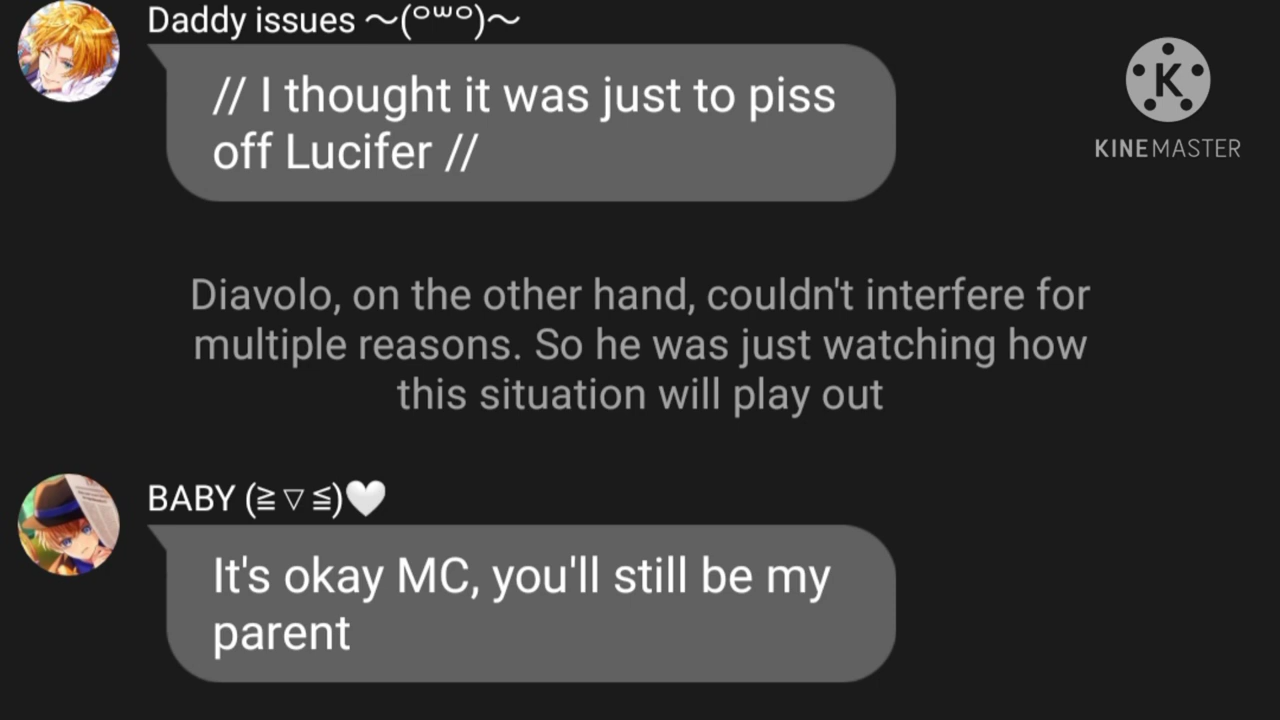 Daddy issues ～(°ʷ°)～
// I thought it was just to piss
off Lucifer //
K
KINEMASTER
Diavolo, on the other hand, couldn't interfere for
multiple reasons. So he was just watching how
this situation will play out
BABY (≧▽≦)🤍
It's okay MC, you'll still be my
parent